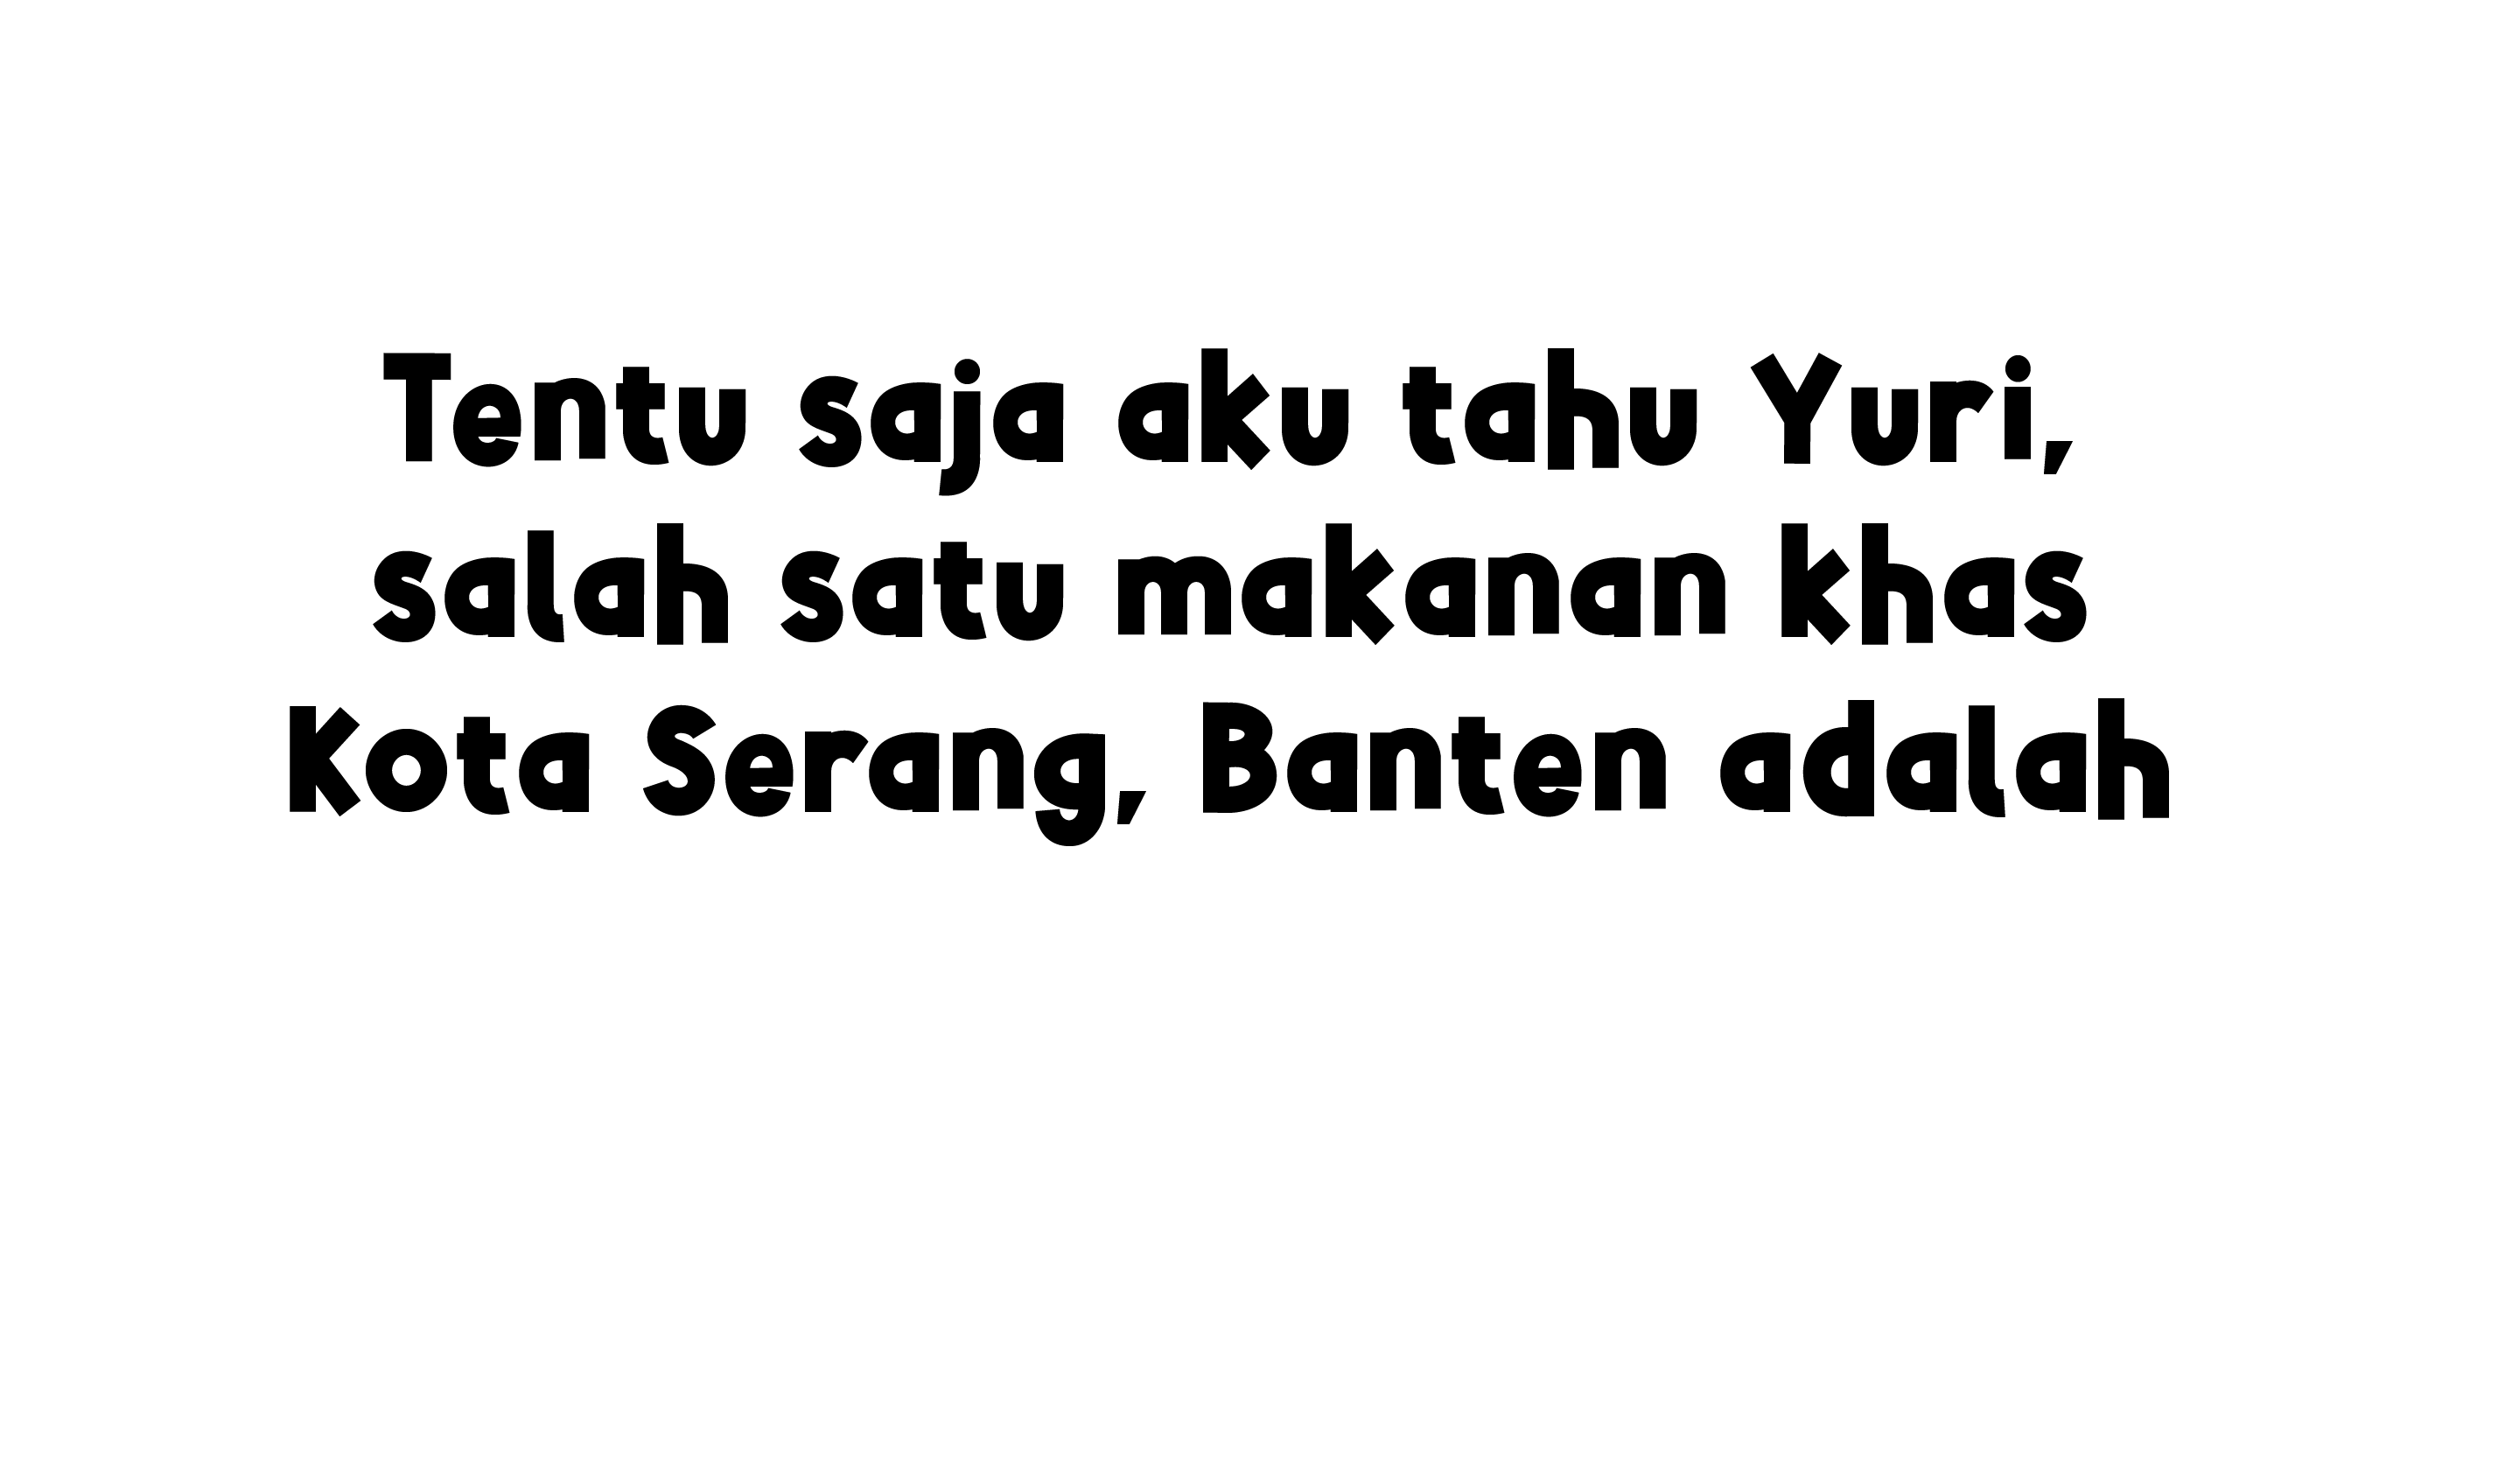 Tentu saja aku tahu Yuri,
salah satu makanan khas
Kota Serang, Banten adalah